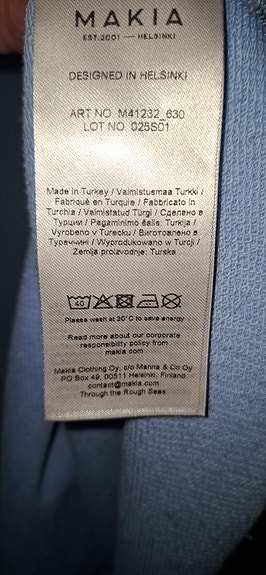 MAKIA
EST.2001 — HELSINKI
DESIGNED IN HELSINKI
ART NO. M41232_630
LOT NO. 025S01
Made in Turkey / Valmistusmaa Turkki /
Fabriqué en Turquie / Fabbricato in
Turchia / Valmistatud Türgi / Сделано в
Турции / Pagaminimo šalis: Turkija /
Vyrobeno v Turecku / Виготовлено в
Туреччині / Wyprodukowano w Turcji /
Zemlja proizvodnje: Turska
40
Please wash at 30°C to save energy
Read more about our corporate
responsibility policy from
makia.com
Makia Clothing Oy, c/o Manna & Co Oy
PO Box 49, 00511 Helsinki, Finland
contact@makia.com
Through the Rough Seas